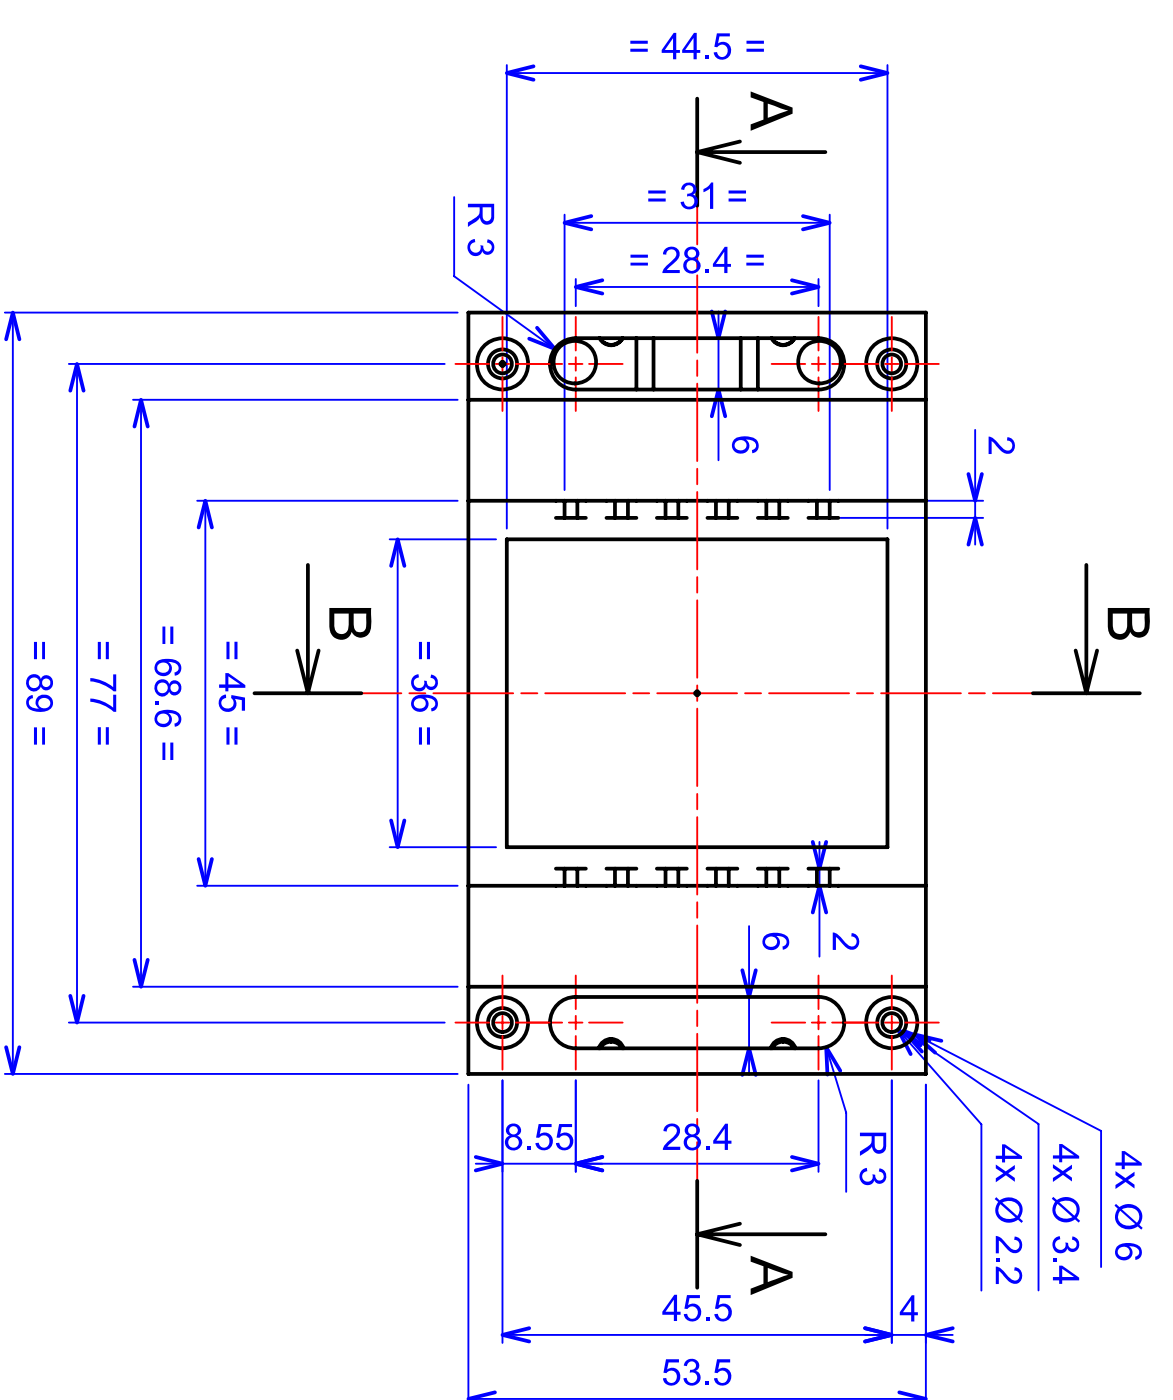 = 44.5 =
A
= 31 =
R 3
= 28.4 =
6
2
B
B
= 36 =
= 45 =
= 68.6 =
= 77 =
= 89 =
6
2
8.55
28.4
R 3
4x Ø 6
4x Ø 3.4
4x Ø 2.2
A
45.5
4
53.5